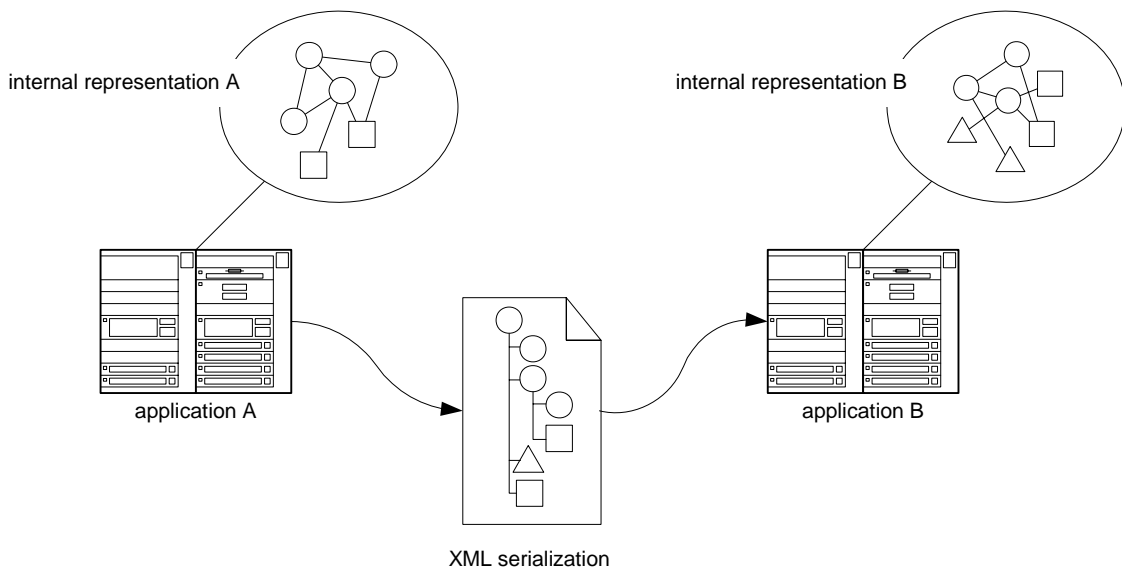 internal representation A
internal representation B
application A
application B
XML serialization